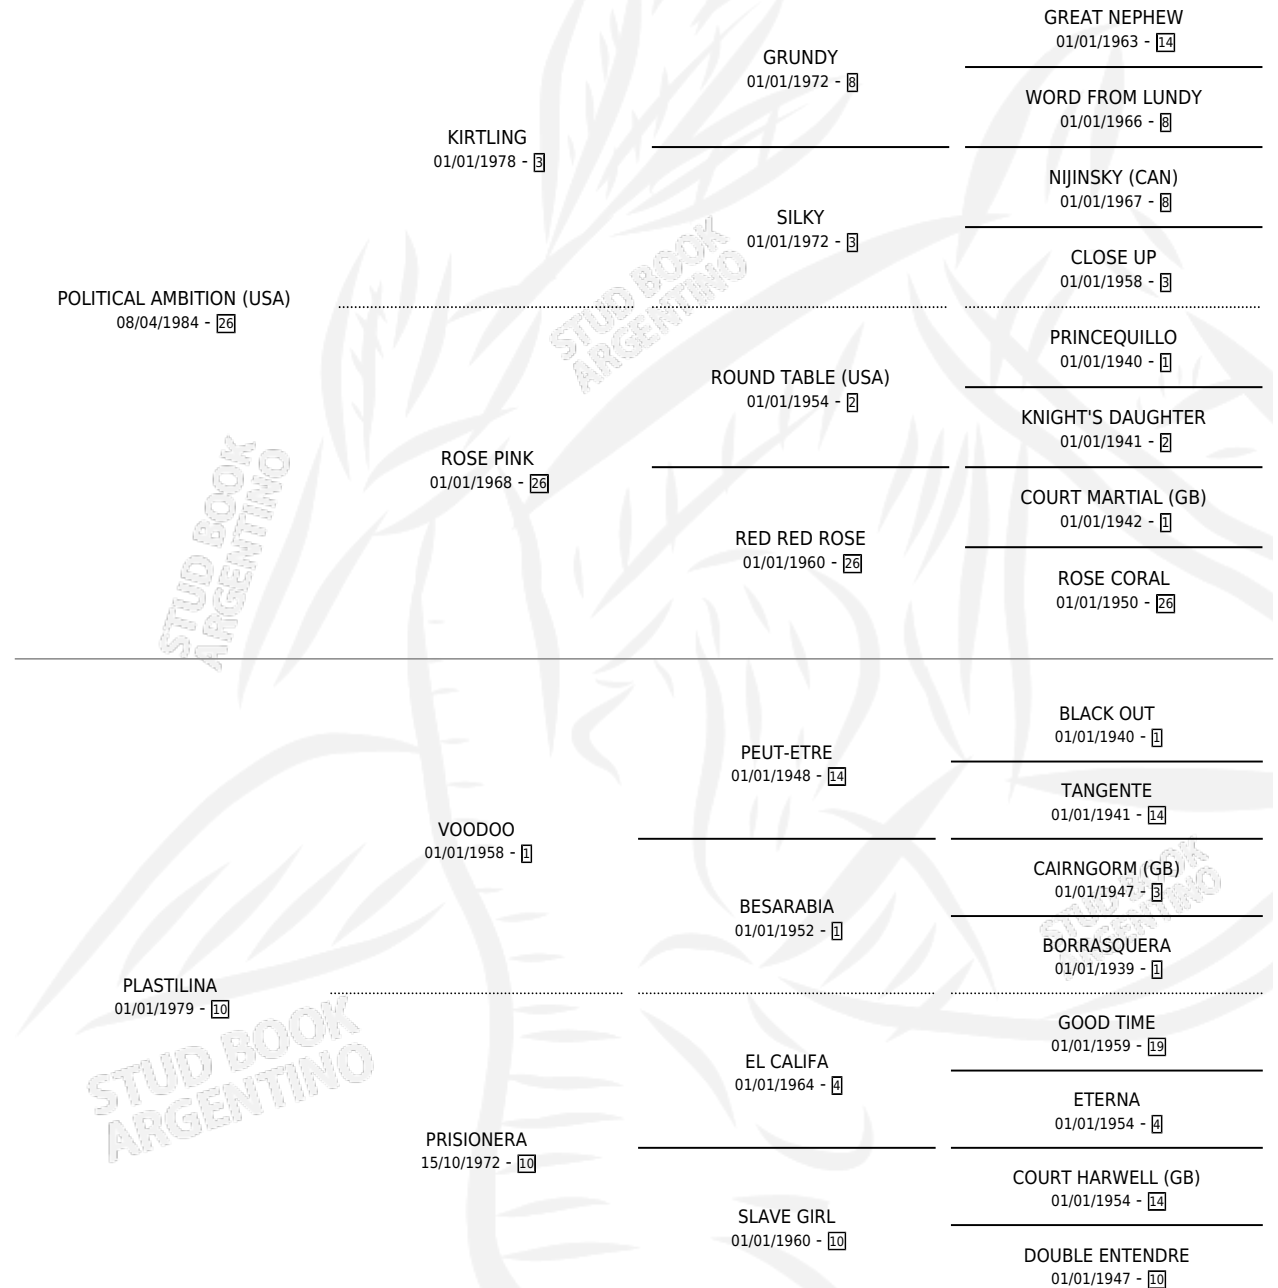 GREAT NEPHEW
01/01/1963 - 14
GRUNDY
01/01/1972 - 8
WORD FROM LUNDY
01/01/1966 - 8
KIRTLING
01/01/1978 - 3
NIJINSKY (CAN)
01/01/1967 - 8
SILKY
01/01/1972 - 3
CLOSE UP
01/01/1958 - 3
POLITICAL AMBITION (USA)
08/04/1984 - 26
PRINCEQUILLO
01/01/1940 - 1
ROUND TABLE (USA)
01/01/1954 - 2
KNIGHT'S DAUGHTER
01/01/1941 - 2
ROSE PINK
01/01/1968 - 26
COURT MARTIAL (GB)
01/01/1942 - 1
RED RED ROSE
01/01/1960 - 26
ROSE CORAL
01/01/1950 - 26
BLACK OUT
01/01/1940 - 1
PEUT-ETRE
01/01/1948 - 14
TANGENTE
01/01/1941 - 14
VOODOO
01/01/1958 - 1
CAIRNGORM (GB)
01/01/1947 - 3
BESARABIA
01/01/1952 - 1
BORRASQUERA
01/01/1939 - 1
PLASTILINA
01/01/1979 - 10
GOOD TIME
01/01/1959 - 19
EL CALIFA
01/01/1964 - 4
ETERNA
01/01/1954 - 4
PRISIONERA
15/10/1972 - 10
COURT HARWELL (GB)
01/01/1954 - 14
SLAVE GIRL
01/01/1960 - 10
DOUBLE ENTENDRE
01/01/1947 - 10
STUD BOOK
ARGENTINO
STUD BOOK
ARGENTINO
STUD BOOK
ARGENTINO
STUD BOOK
ARGENTINO